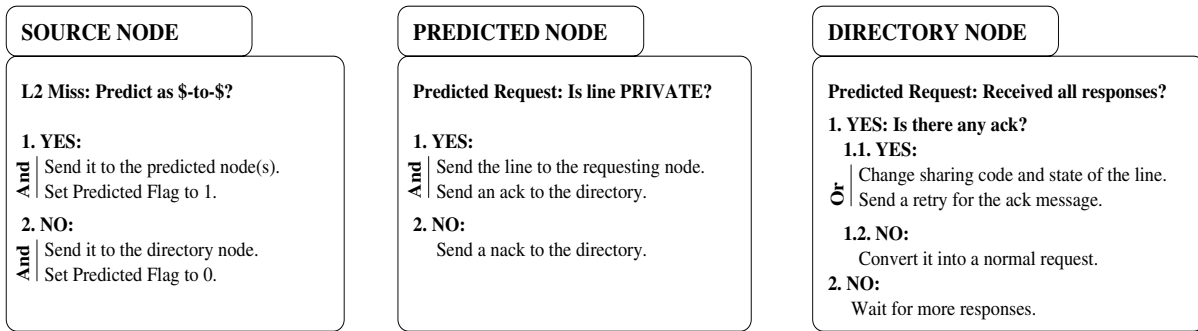 SOURCE NODE
L2 Miss: Predict as $-to-$?
1. YES:
And
Send it to the predicted node(s).
Set Predicted Flag to 1.
2. NO:
And
Send it to the directory node.
Set Predicted Flag to 0.
PREDICTED NODE
Predicted Request: Is line PRIVATE?
1. YES:
And
Send the line to the requesting node.
Send an ack to the directory.
2. NO:
Send a nack to the directory.
DIRECTORY NODE
Predicted Request: Received all responses?
1. YES: Is there any ack?
1.1. YES:
Or
Change sharing code and state of the line.
Send a retry for the ack message.
1.2. NO:
Convert it into a normal request.
2. NO:
Wait for more responses.